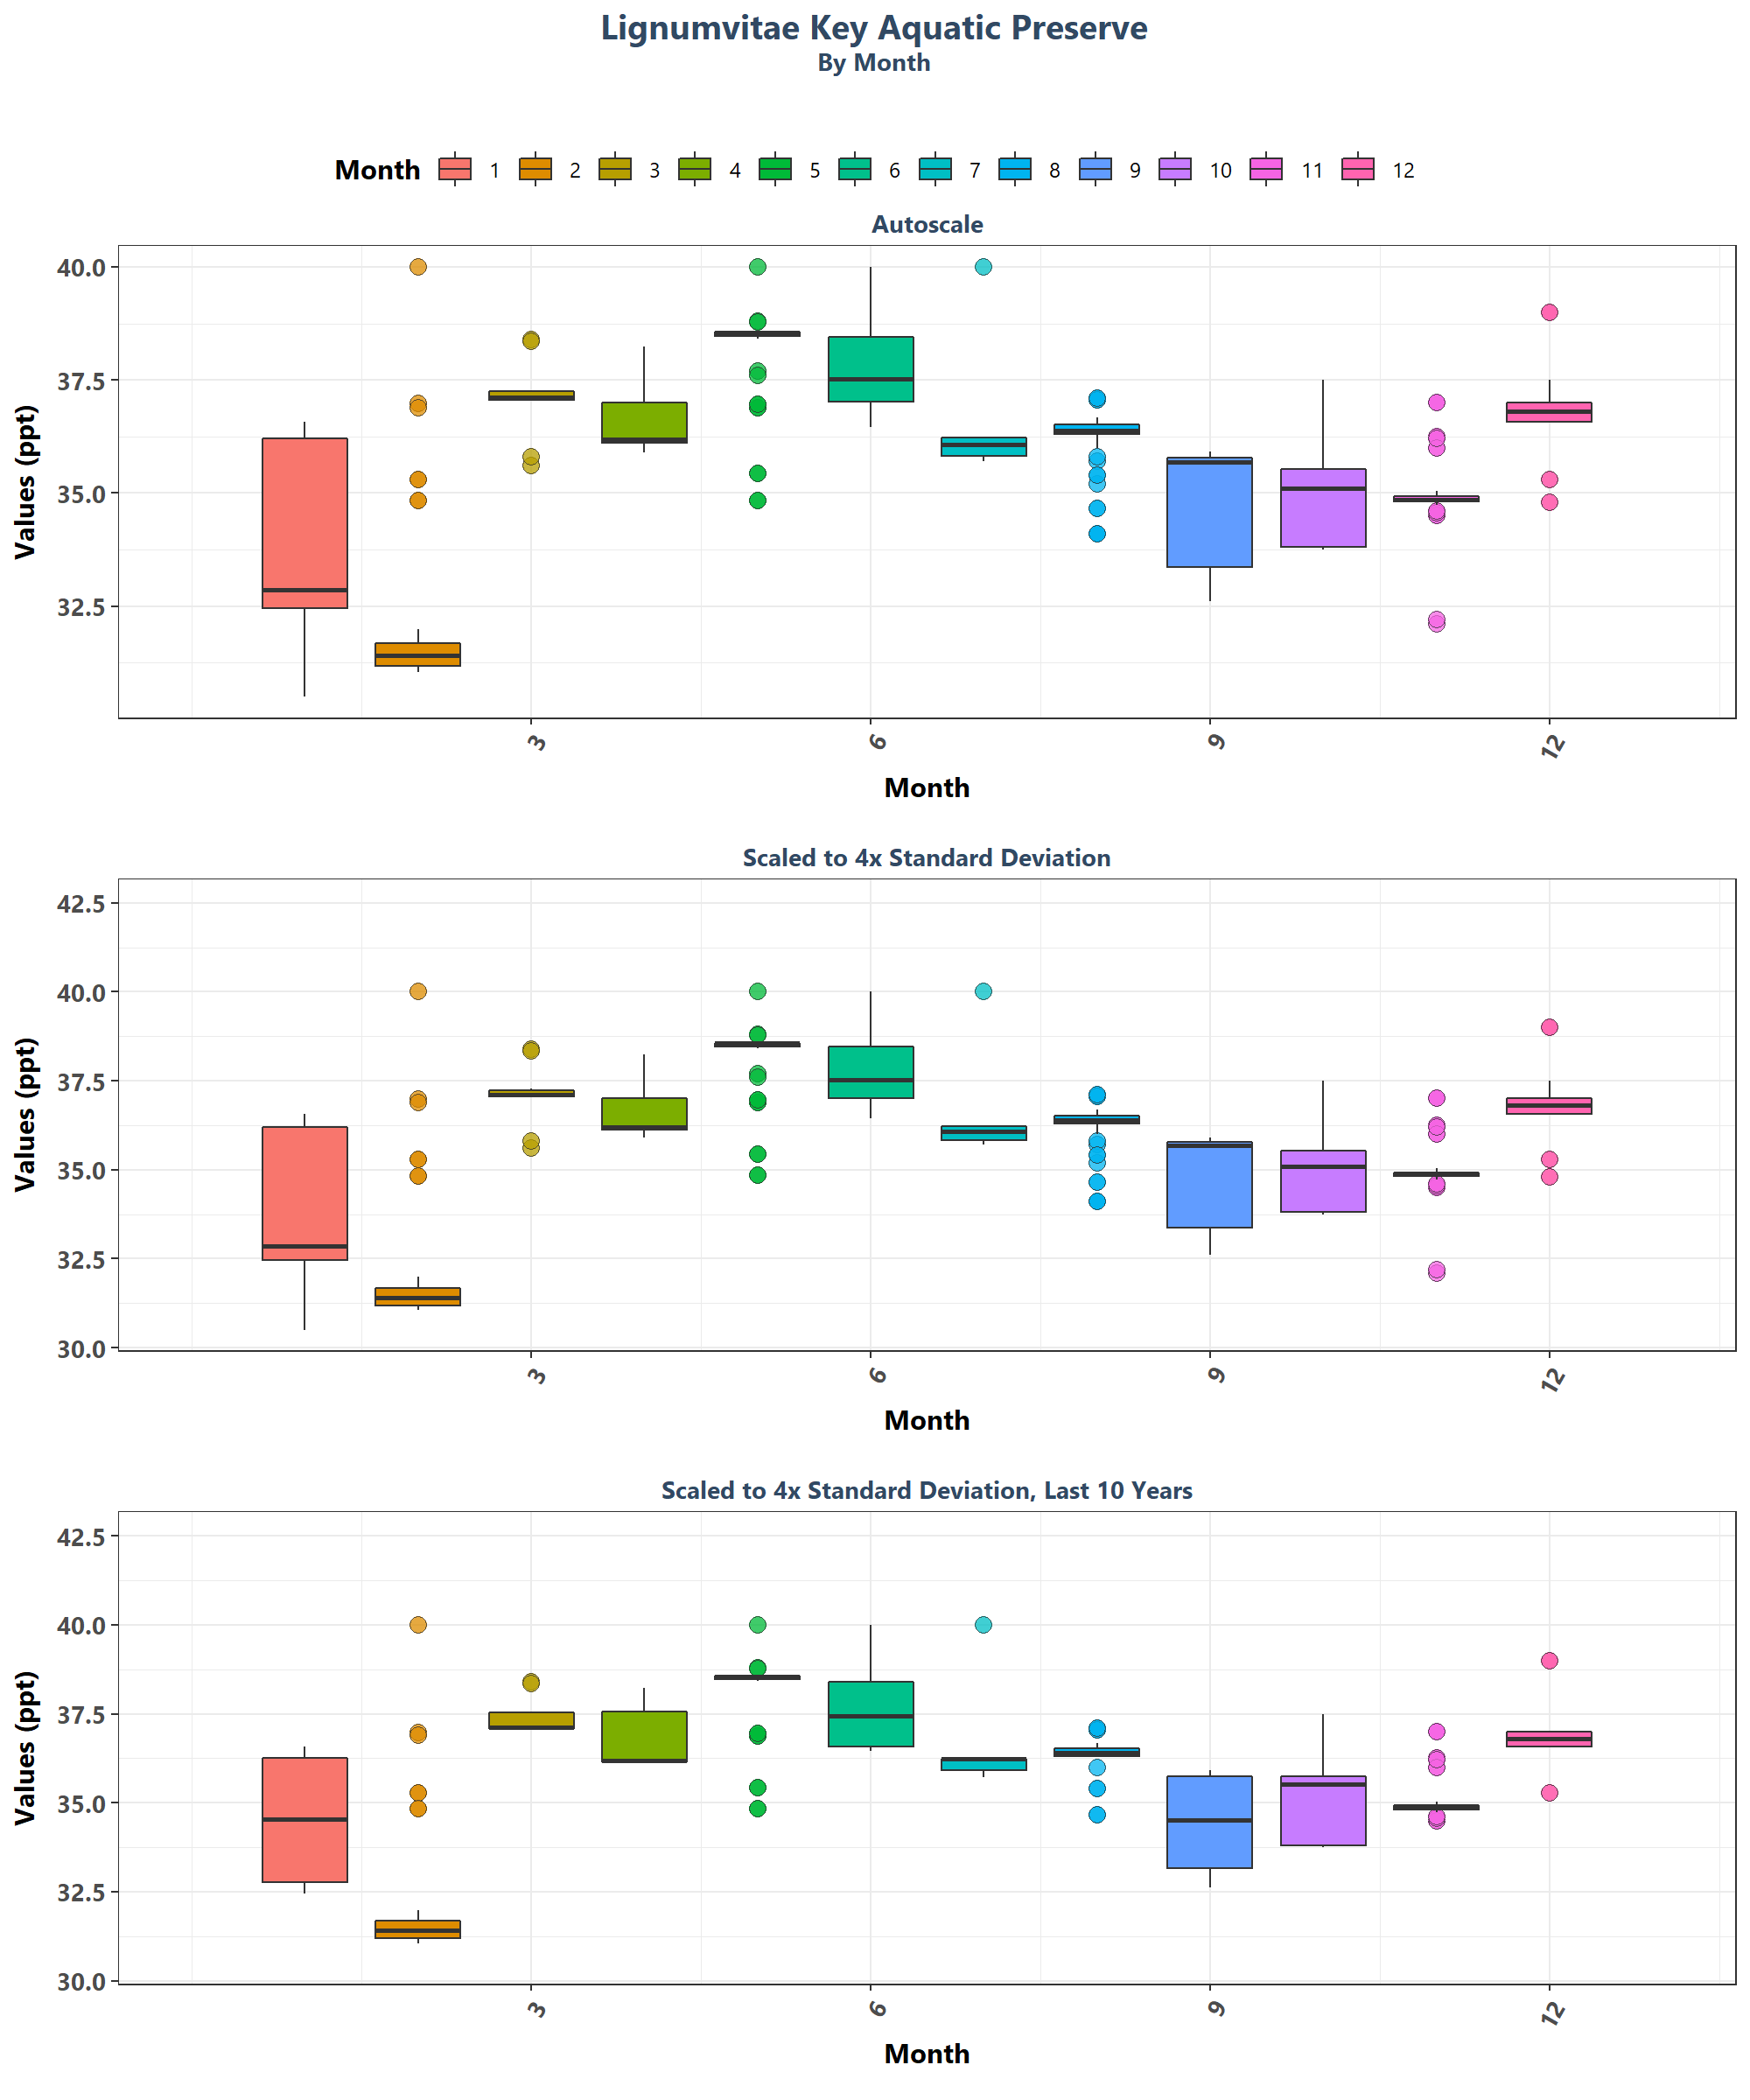 Lignumvitae Key Aquatic Preserve
By Month
Month 1 2 3 4 5 6 7 8 9 10 11 12
Autoscale
Values (ppt)
40.0
37.5
35.0
32.5
3 6 9 12
Month
Scaled to 4x Standard Deviation
Values (ppt)
42.5
40.0
37.5
35.0
32.5
30.0
3 6 9 12
Month
Scaled to 4x Standard Deviation, Last 10 Years
Values (ppt)
42.5
40.0
37.5
35.0
32.5
30.0
3 6 9 12
Month